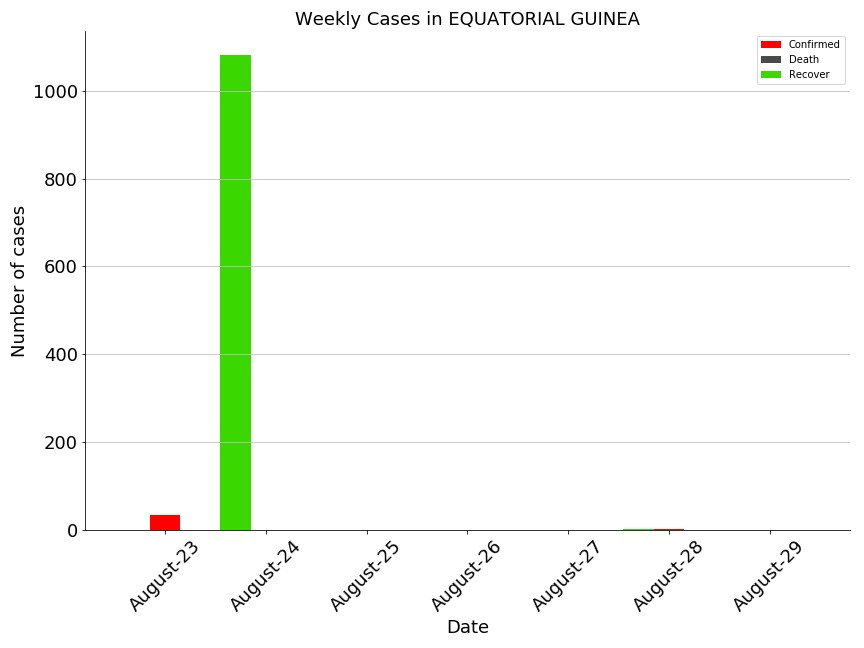 Weekly Cases in EQUATORIAL GUINEA
Confirmed
Death
Recover
1000
800
600
400
200
0
Number of cases
August-23
August-24
August-25
August-26
August-27
August-28
August-29
Date